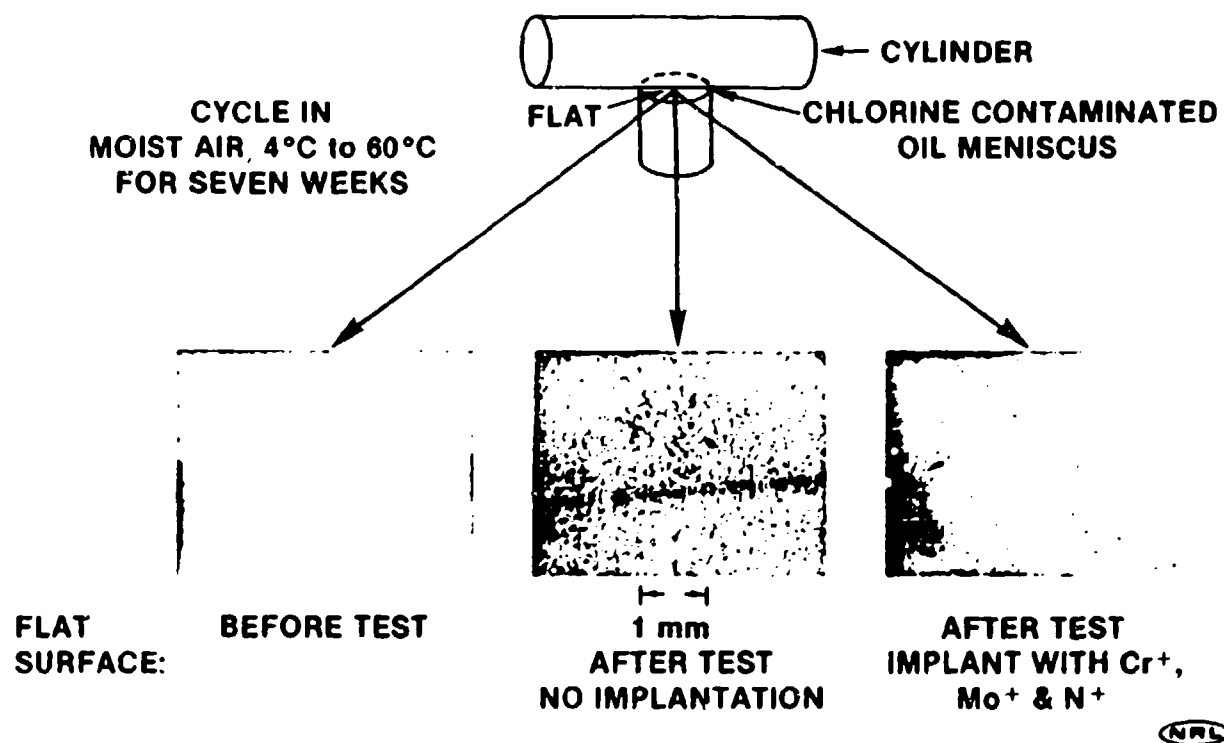 CYLINDER
CYCLE IN
MOIST AIR, 4°C to 60°C
FOR SEVEN WEEKS
FLAT
CHLORINE CONTAMINATED
OIL MENISCUS
FLAT
SURFACE:
BEFORE TEST
1 mm
AFTER TEST
NO IMPLANTATION
AFTER TEST
IMPLANT WITH Cr⁺,
Mo⁺ & N⁺
NRL